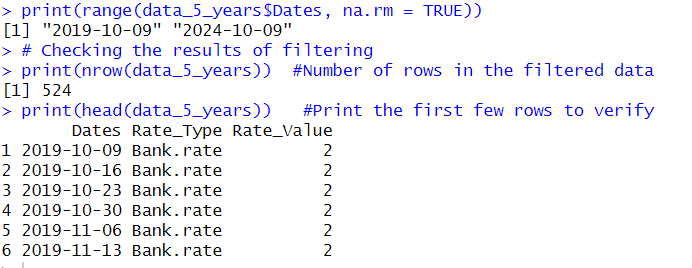 > print(range(data_5_years$Dates, na.rm = TRUE))
[1] "2019-10-09" "2024-10-09"
> # Checking the results of filtering
> print(nrow(data_5_years))  #Number of rows in the filtered data
[1] 524
> print(head(data_5_years))   #Print the first few rows to verify
       Dates Rate_Type Rate_Value
1 2019-10-09 Bank.rate          2
2 2019-10-16 Bank.rate          2
3 2019-10-23 Bank.rate          2
4 2019-10-30 Bank.rate          2
5 2019-11-06 Bank.rate          2
6 2019-11-13 Bank.rate          2